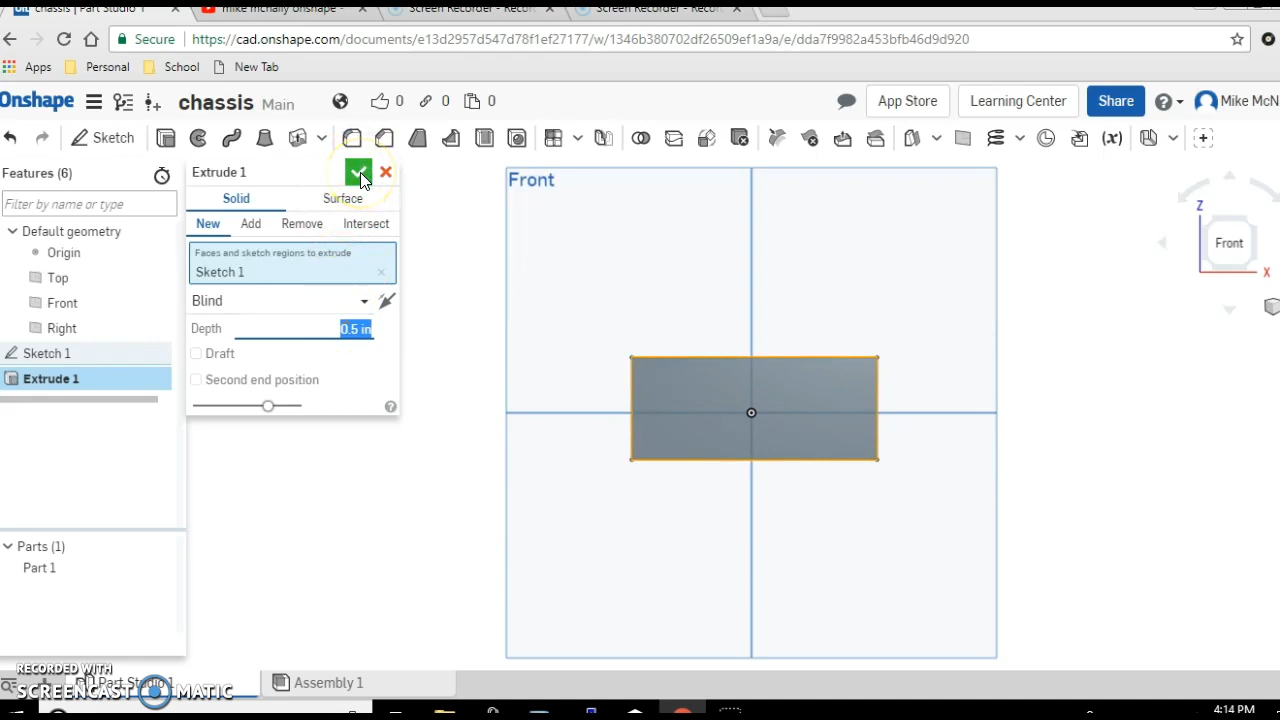 chassis | Part Studio 1
mike mcnally onshape -
Screen Recorder - Recor
Screen Recorder - Recor
Secure
https://cad.onshape.com/documents/e13d2957d547d78f1ef27177/w/1346b380702df26509ef1a9a/e/dda7f9982a453bfb46d9d920
Apps
Personal
School
New Tab
Onshape
chassis Main
0
0
0
App Store
Learning Center
Share
Mike McN
Sketch
(x)
Features (6)
Filter by name or type
Default geometry
Origin
Top
Front
Right
Sketch 1
Extrude 1
Parts (1)
Part 1
Extrude 1
Solid
Surface
New
Add
Remove
Intersect
Faces and sketch regions to extrude
Sketch 1
Blind
Depth
0.5 in
Draft
Second end position
Front
Z
Front
X
RECORDED WITH
SCREENCAST MATIC
Part Studio 1
Assembly 1
4:14 PM